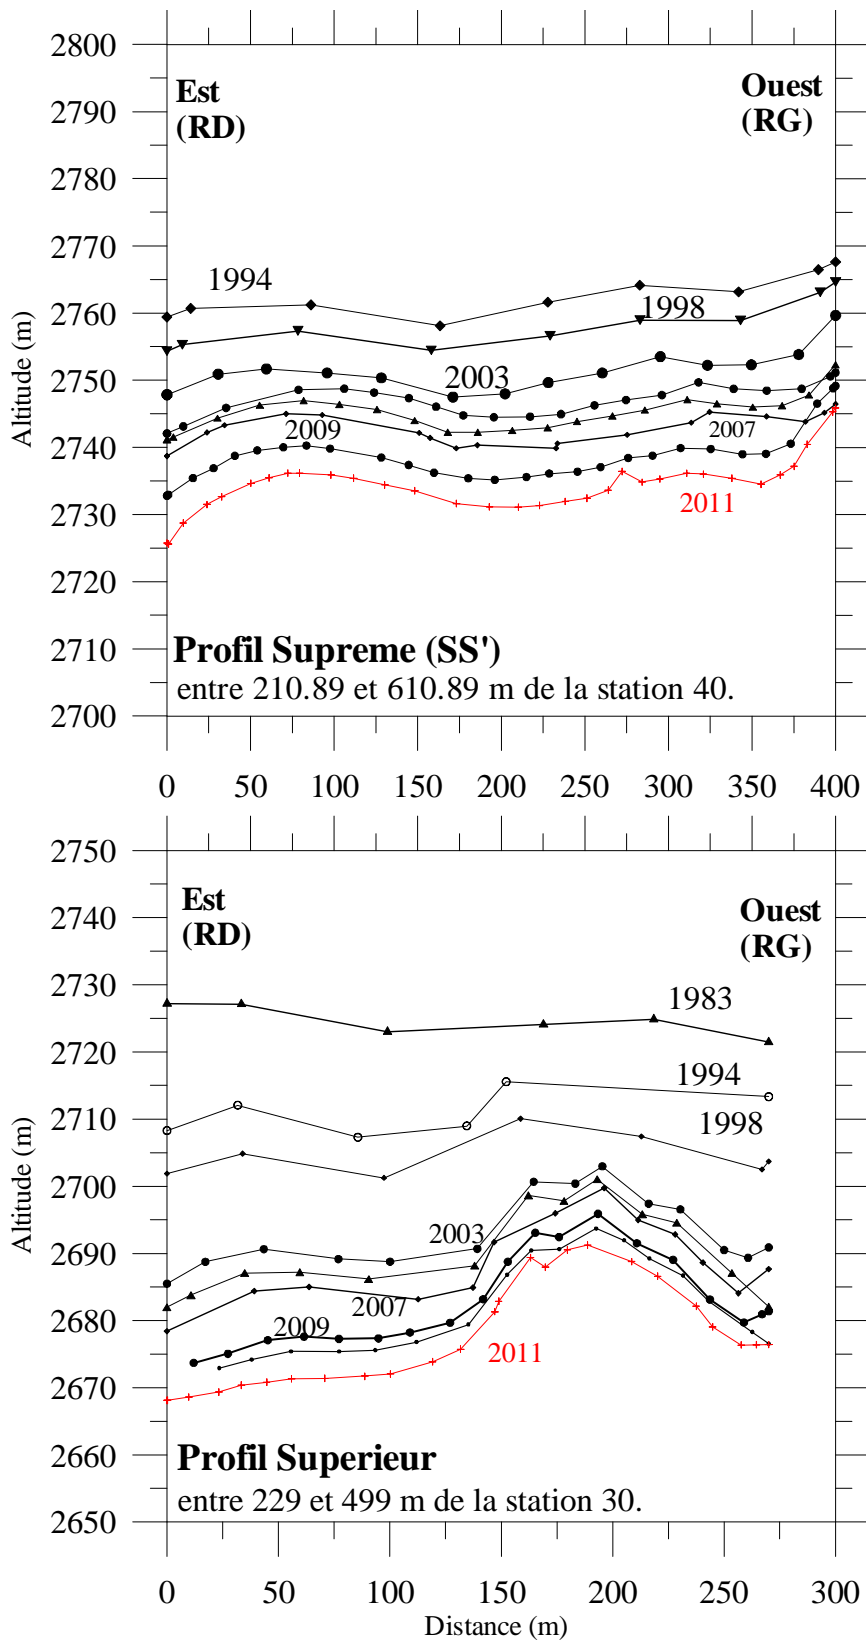 2800
2790
2780
2770
2760
2750
2740
2730
2720
2710
2700
Altitude (m)
Est
(RD)
Ouest
(RG)
1994
1998
2003
2009
2007
2011
Profil Supreme (SS')
entre 210.89 et 610.89 m de la station 40.
0 50 100 150 200 250 300 350 400
2750
2740
2730
2720
2710
2700
2690
2680
2670
2660
2650
Altitude (m)
Est
(RD)
Ouest
(RG)
1983
1994
1998
2003
2007
2009
2011
Profil Superieur
entre 229 et 499 m de la station 30.
0 50 100 150 200 250 300
Distance (m)